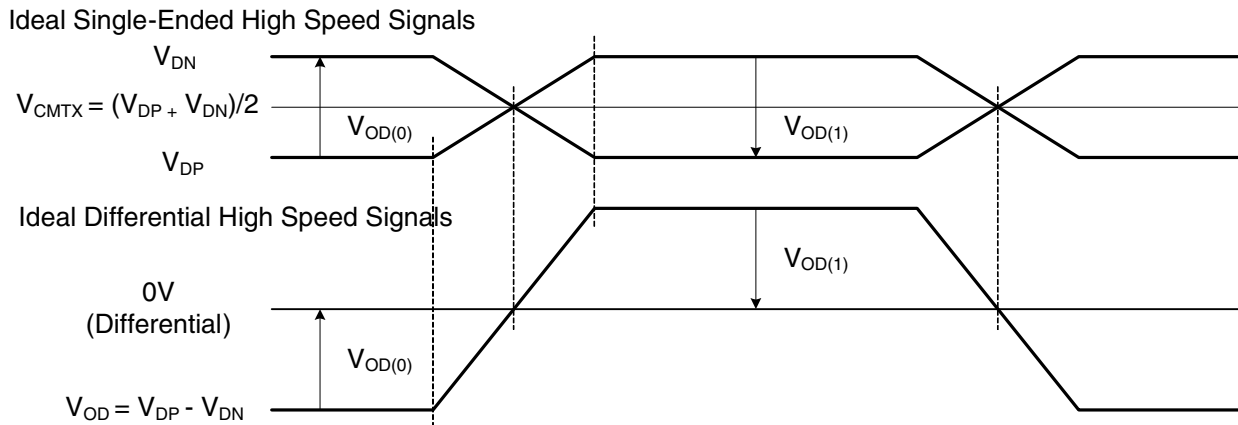 Ideal Single-Ended High Speed Signals
V_DN
V_CMTX = (V_DP + V_DN)/2
V_OD(0)
V_OD(1)
V_DP
Ideal Differential High Speed Signals
V_OD(1)
0V
(Differential)
V_OD(0)
V_OD = V_DP - V_DN